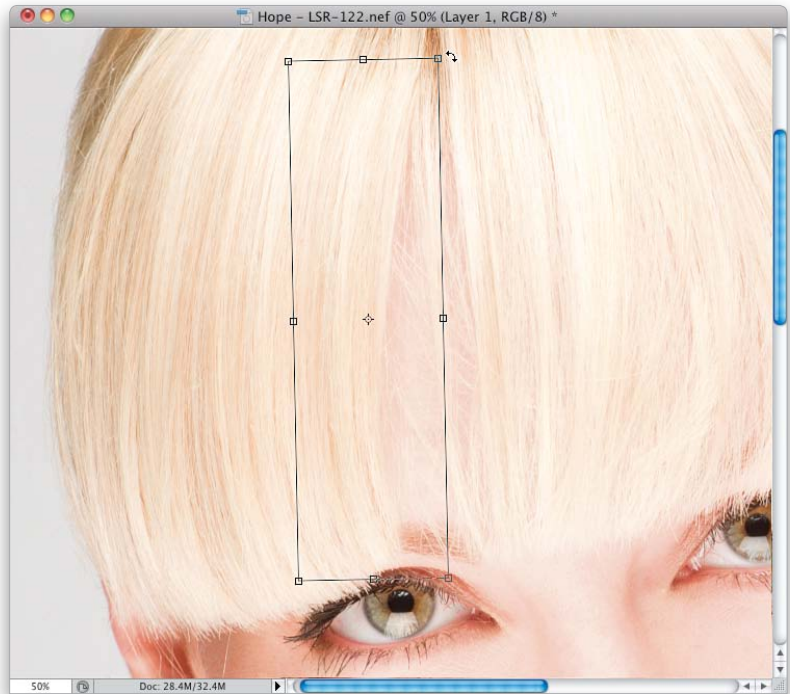 Hope – LSR-122.nef @ 50% (Layer 1, RGB/8) *
50%
Doc: 28.4M/32.4M